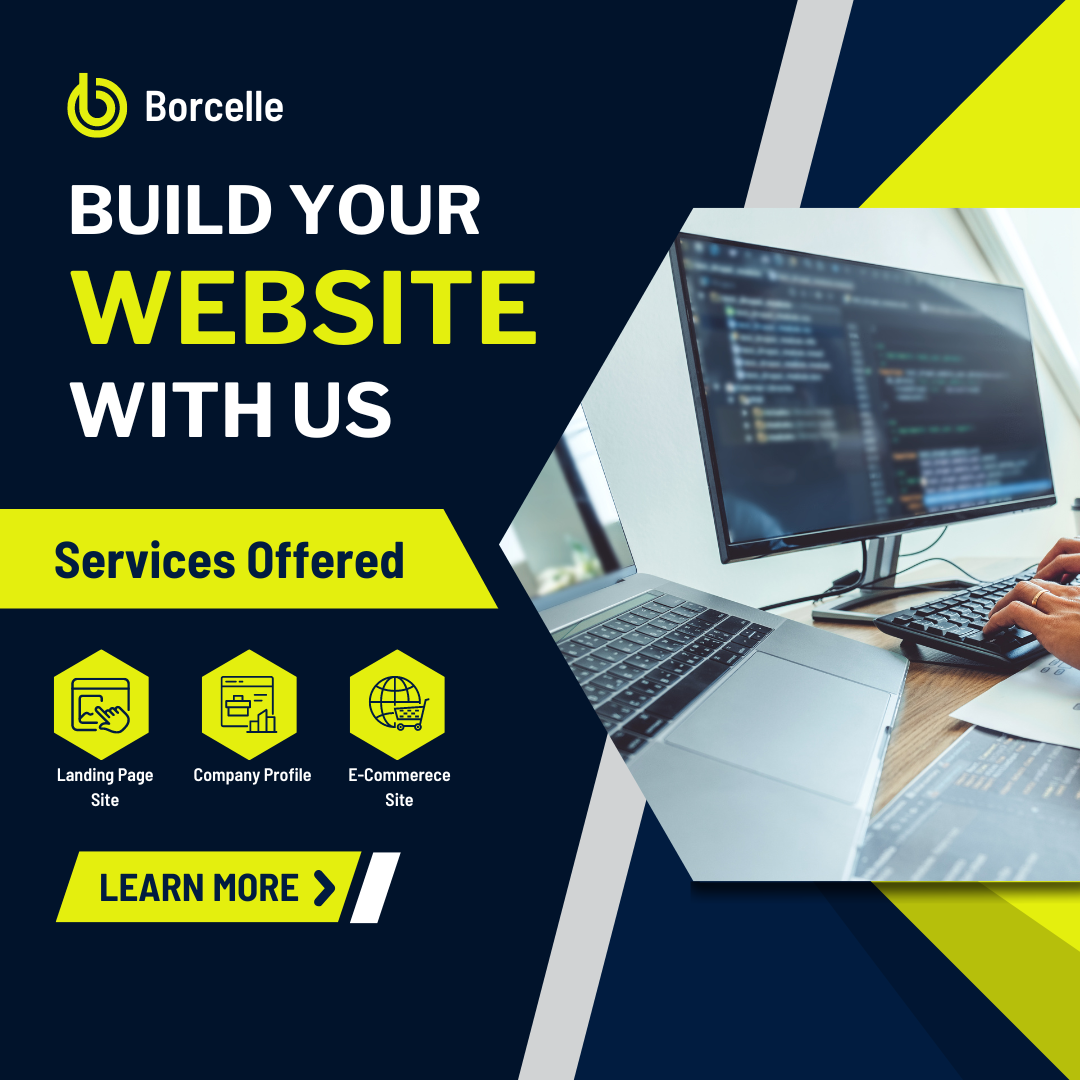 Borcelle
BUILD YOUR
WEBSITE
WITH US
Services Offered
Landing Page
Site
Company Profile
E-Commerece
Site
LEARN MORE